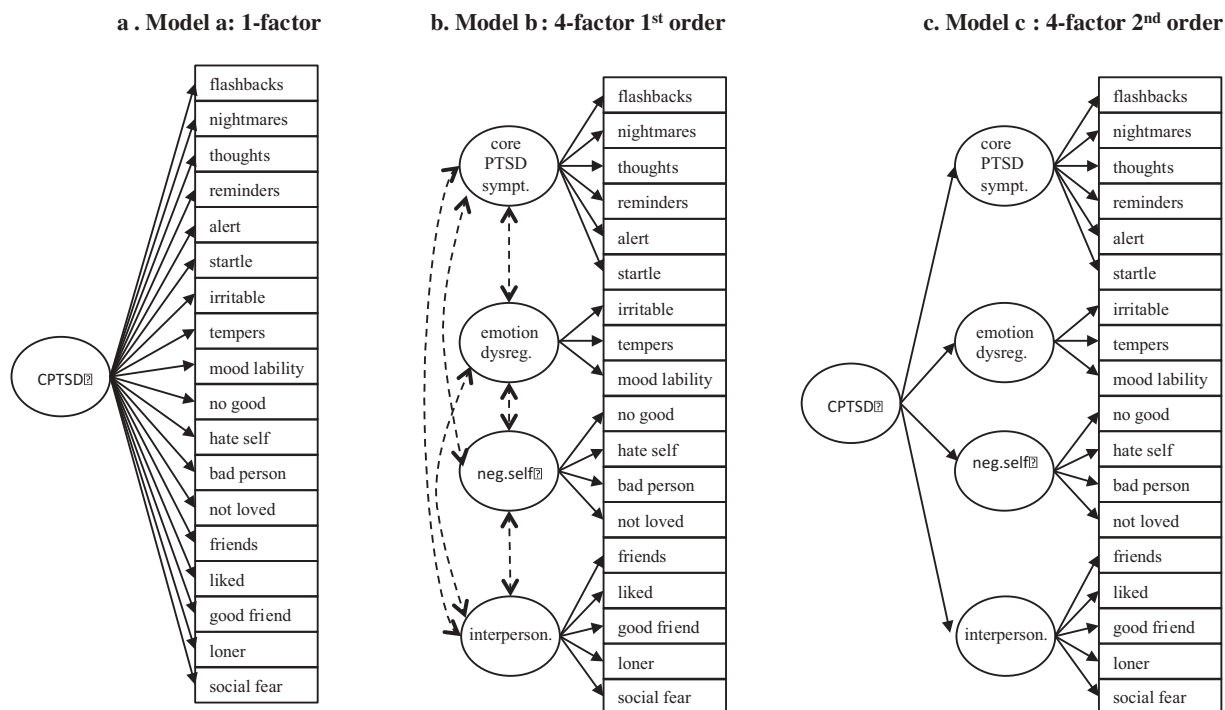 a . Model a: 1-factor
flashbacks
nightmares
thoughts
reminders
alert
startle
irritable
tempers
mood lability
no good
hate self
bad person
not loved
friends
liked
good friend
loner
social fear
CPTSD
b. Model b: 4-factor 1st order
core
PTSD
sympt.
emotion
dysreg.
neg.self
interperson.
flashbacks
nightmares
thoughts
reminders
alert
startle
irritable
tempers
mood lability
no good
hate self
bad person
not loved
friends
liked
good friend
loner
social fear
c. Model c : 4-factor 2nd order
CPTSD
core
PTSD
sympt.
emotion
dysreg.
neg.self
interperson.
flashbacks
nightmares
thoughts
reminders
alert
startle
irritable
tempers
mood lability
no good
hate self
bad person
not loved
friends
liked
good friend
loner
social fear